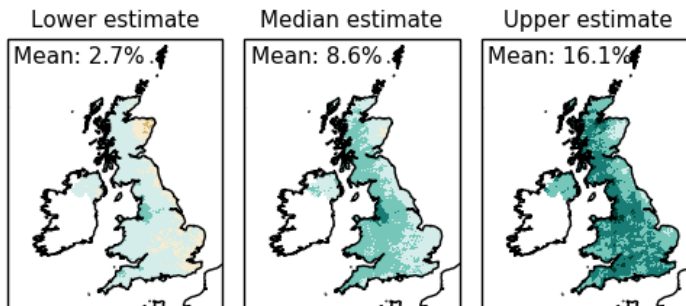 Lower estimate
Median estimate
Upper estimate
Mean: 2.7%
Mean: 8.6%
Mean: 16.1%